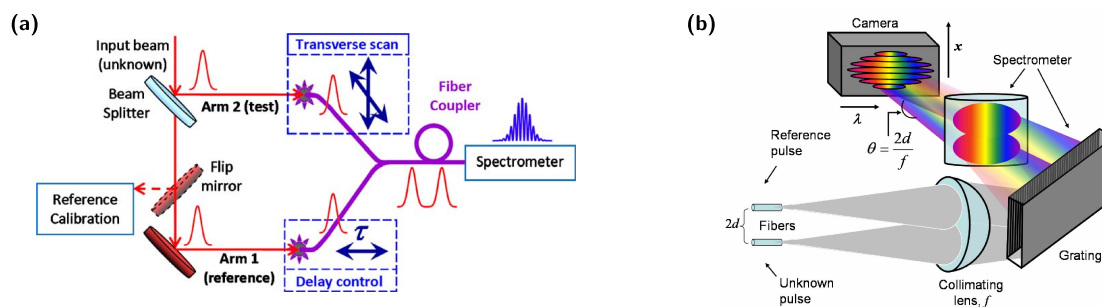 (a)
Input beam
(unknown)
Beam
Splitter
Arm 2 (test)
Transverse scan
Fiber
Coupler
Spectrometer
Flip
mirror
Reference
Calibration
Arm 1
(reference)
τ
Delay control
(b)
Camera
x
Spectrometer
λ
θ = 2d/f
Reference
pulse
2d
Fibers
Unknown
pulse
Collimating
lens, f
Grating